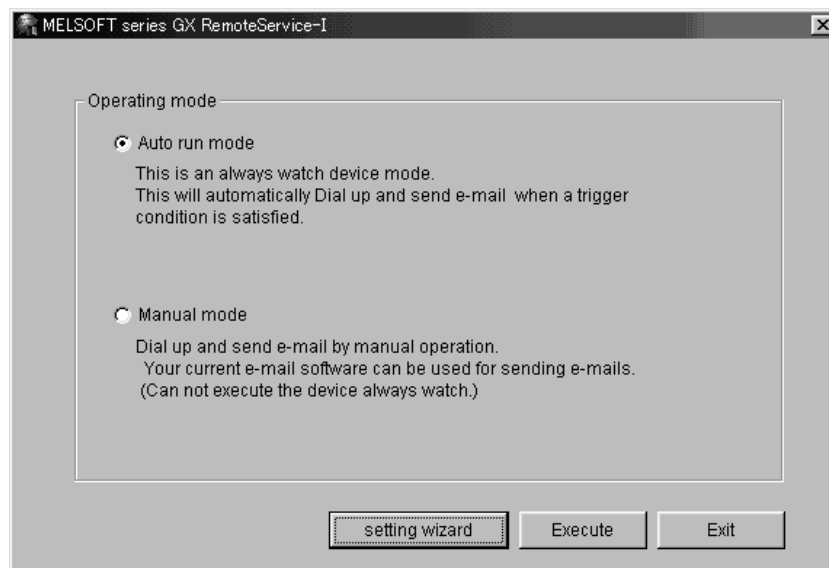 MELSOFT series GX RemoteService-I
Operating mode
Auto run mode
This is an always watch device mode.
This will automatically Dial up and send e-mail when a trigger
condition is satisfied.
Manual mode
Dial up and send e-mail by manual operation.
Your current e-mail software can be used for sending e-mails.
(Can not execute the device always watch.)
setting wizard
Execute
Exit